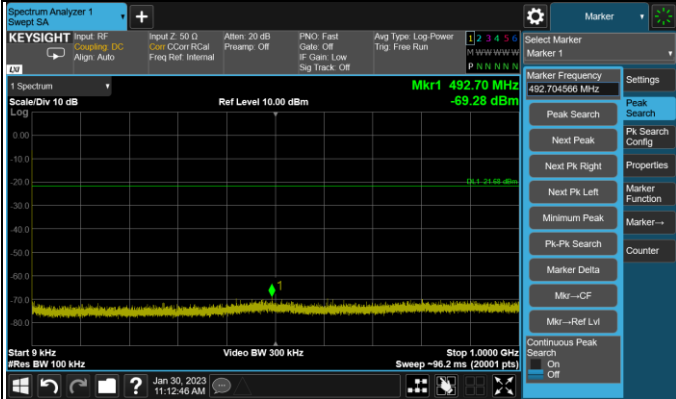 Spectrum Analyzer 1
Swept SA
+
Marker
KEYSIGHT
Input: RF
Coupling: DC
Align: Auto
Input Z: 50 Ω
Corr CCorr RCal
Freq Ref: Internal
Atten: 20 dB
Preamp: Off
PNO: Fast
Gate: Off
IF Gain: Low
Sig Track: Off
Avg Type: Log-Power
Trig: Free Run
1 2 3 4 5 6
M W W W W W
P N N N N N
LXI
Select Marker
Marker 1
1 Spectrum
Mkr1 492.70 MHz
-69.28 dBm
Scale/Div 10 dB
Ref Level 10.00 dBm
Log
0.00
-10.0
-20.0
-30.0
-40.0
-50.0
-60.0
-70.0
-80.0
DL1 -21.68 dBm
1
Start 9 kHz
#Res BW 100 kHz
Video BW 300 kHz
Stop 1.0000 GHz
Sweep ~96.2 ms (20001 pts)
Marker Frequency
492.704566 MHz
Peak Search
Next Peak
Next Pk Right
Next Pk Left
Minimum Peak
Pk-Pk Search
Marker Delta
Mkr→CF
Mkr→Ref Lvl
Continuous Peak
Search
On
Off
Settings
Peak
Search
Pk Search
Config
Properties
Marker
Function
Marker→
Counter
?
Jan 30, 2023
11:12:46 AM